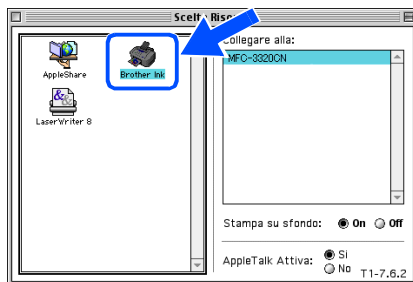 Scelta Risorse
Collegare alla:
AppleShare
Brother Ink
MFC-3320CN
LaserWriter 8
Stampa su sfondo: On Off
AppleTalk Attiva: Si
No
T1-7.6.2